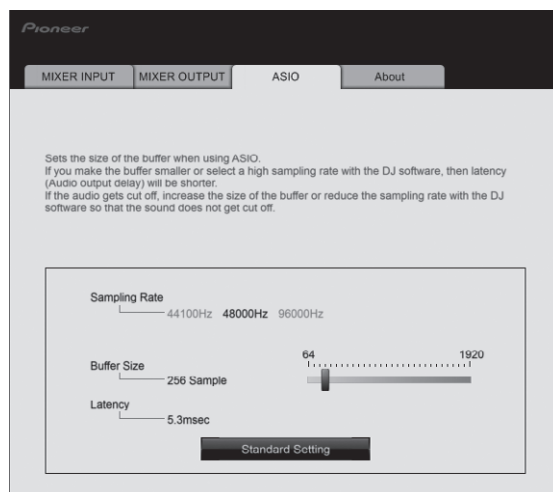 Pioneer
MIXER INPUT MIXER OUTPUT ASIO About
Sets the size of the buffer when using ASIO.
If you make the buffer smaller or select a high sampling rate with the DJ software, then latency
(Audio output delay) will be shorter.
If the audio gets cut off, increase the size of the buffer or reduce the sampling rate with the DJ
software so that the sound does not get cut off.
Sampling Rate
44100Hz 48000Hz 96000Hz
64 1920
Buffer Size
256 Sample
Latency
5.3msec
Standard Setting